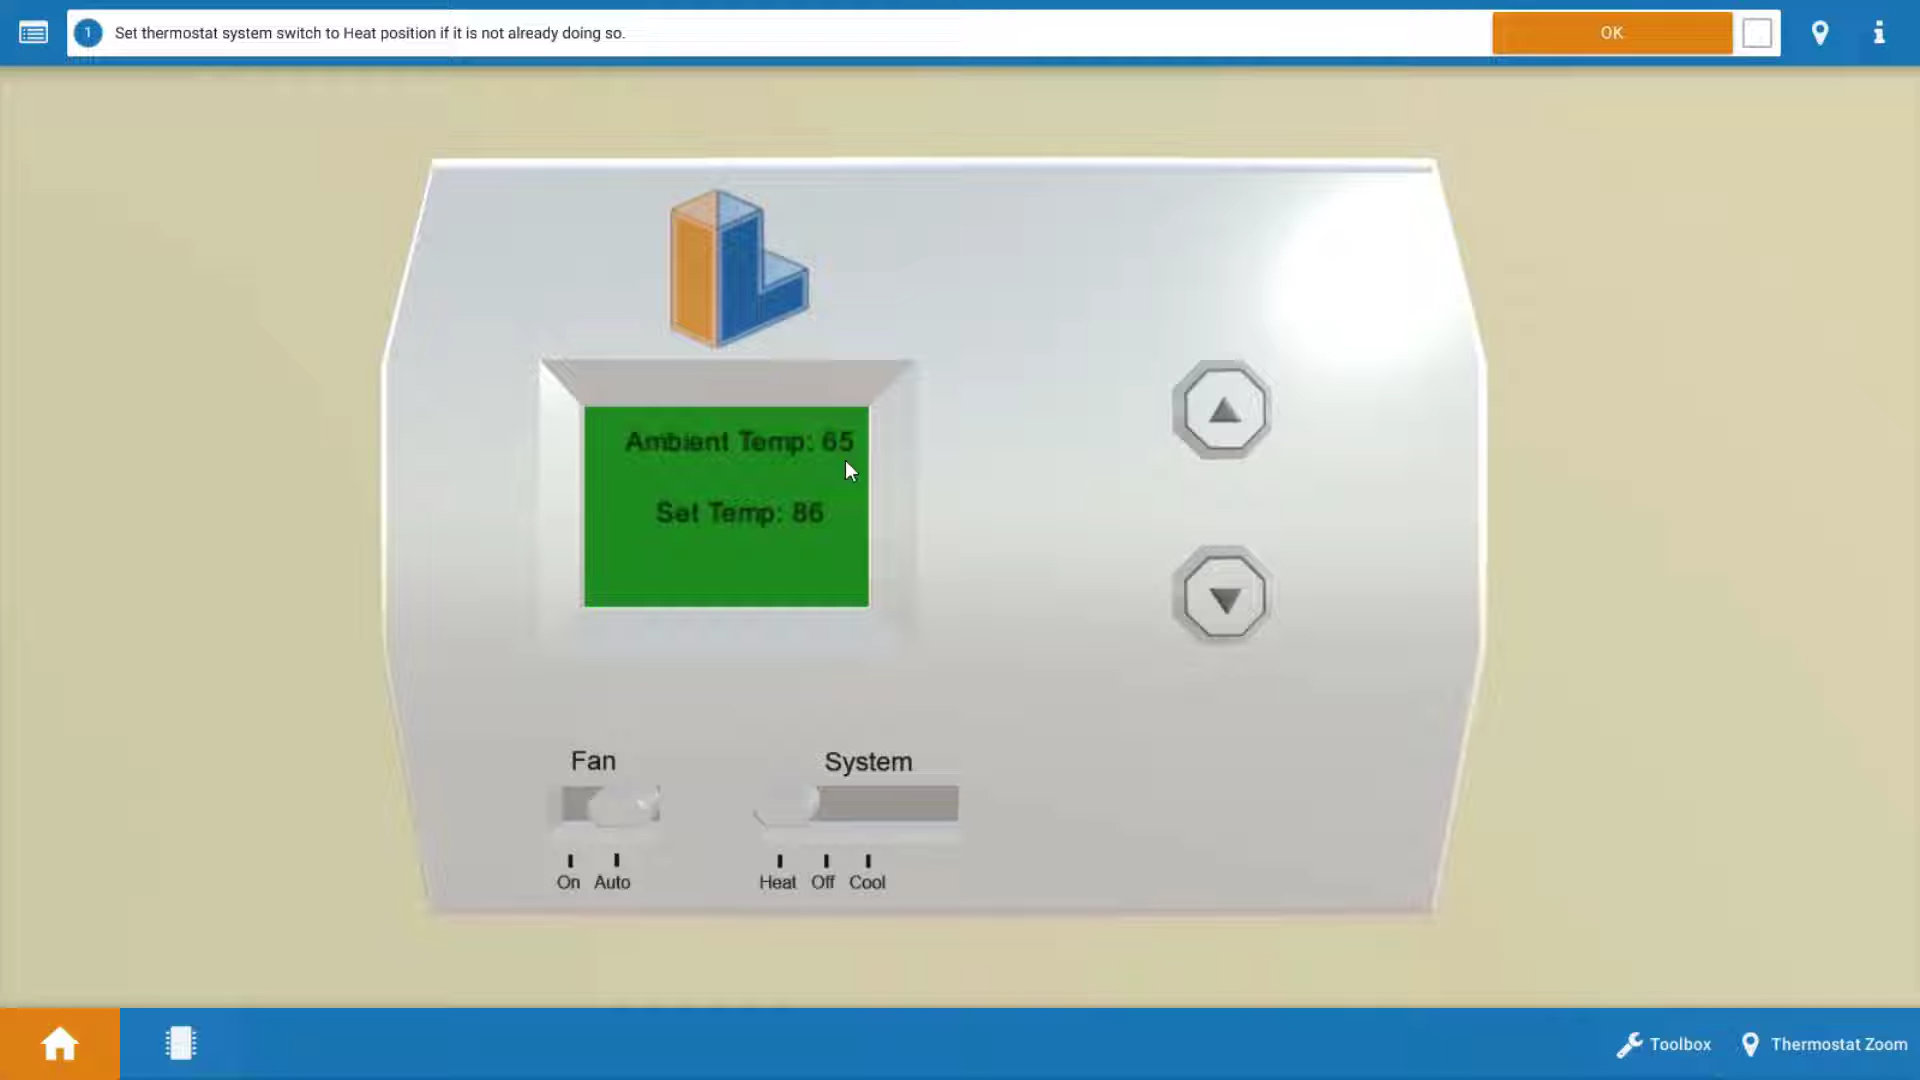 1 Set thermostat system switch to Heat position if it is not already doing so.
OK
Ambient Temp: 65
Set Temp: 86
Fan
System
On Auto
Heat Off Cool
Toolbox
Thermostat Zoom